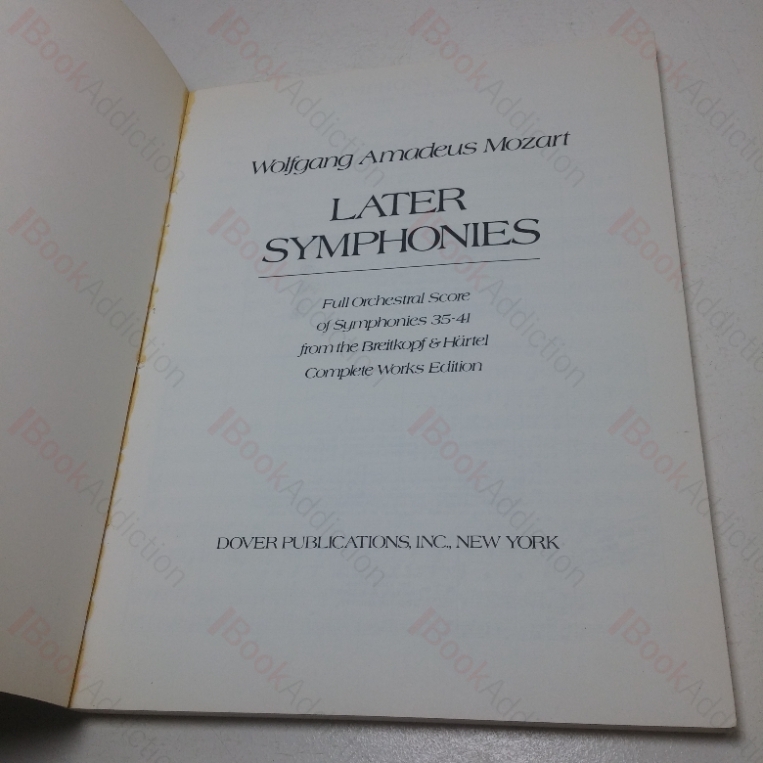 Wolfgang Amadeus Mozart
LATER
SYMPHONIES
Full Orchestral Score
of Symphonies 35-41
from the Breitkopf & Härtel
Complete Works Edition
DOVER PUBLICATIONS, INC., NEW YORK
BookAddiction